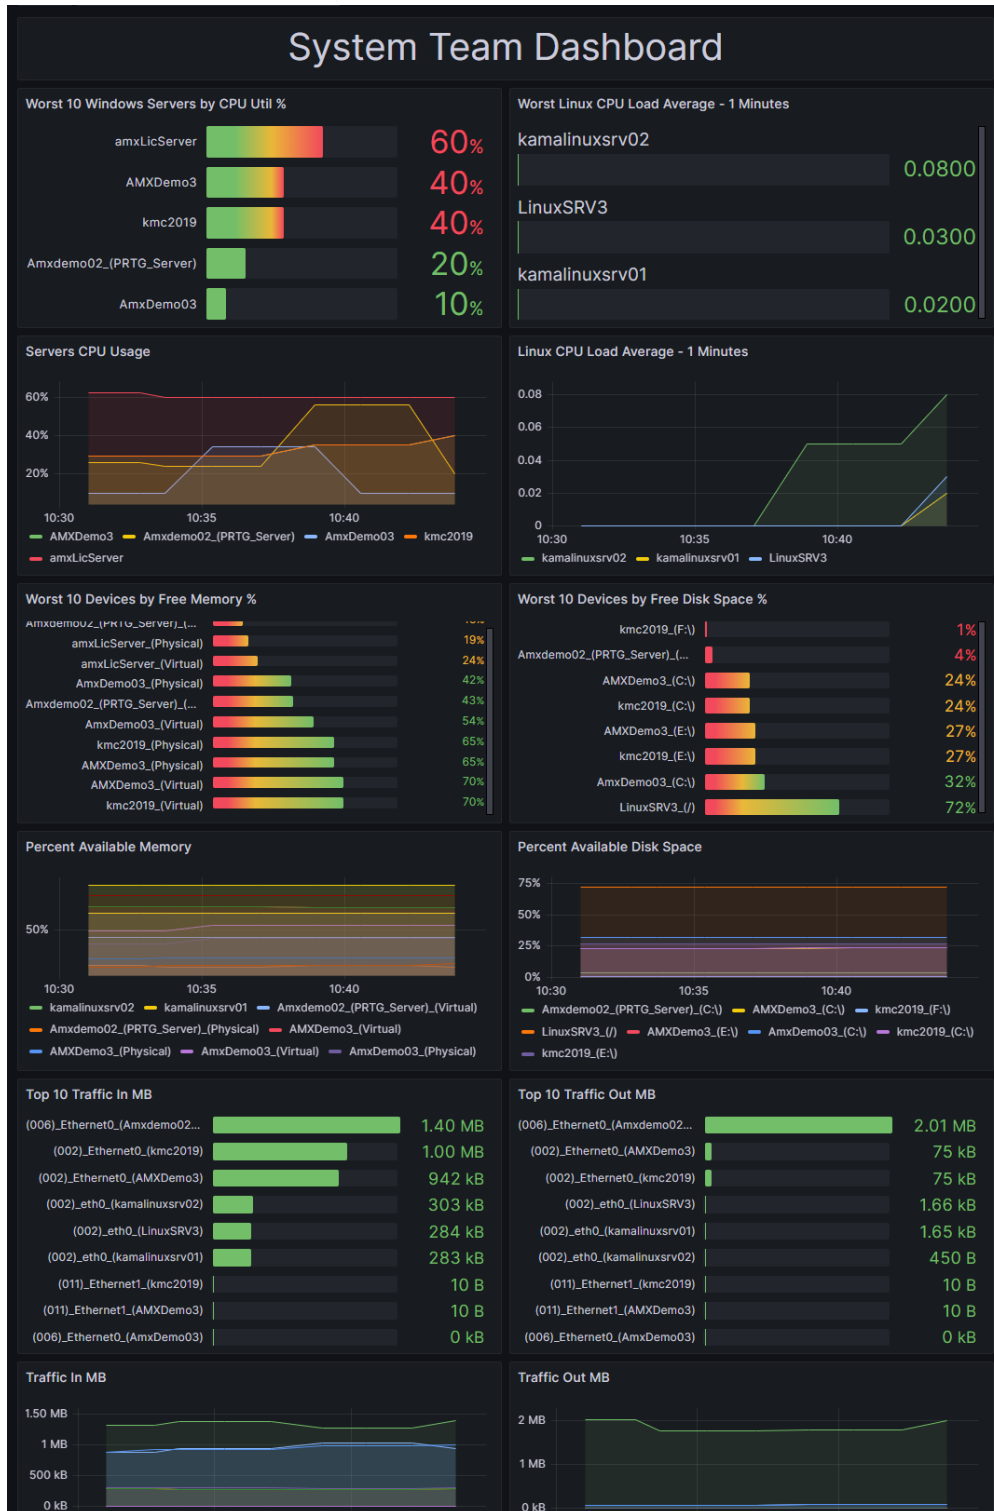 System Team Dashboard
Worst 10 Windows Servers by CPU Util %
amxLicServer 60%
AMXDemo3 40%
kmc2019 40%
Amxdemo02_(PRTG_Server) 20%
AmxDemo03 10%
Worst Linux CPU Load Average - 1 Minutes
kamalinuxsrv02
0.0800
LinuxSRV3
0.0300
kamalinuxsrv01
0.0200
Servers CPU Usage
60%
40%
20%
10:30 10:35 10:40
AMXDemo3 Amxdemo02_(PRTG_Server) AmxDemo03 kmc2019
amxLicServer
Linux CPU Load Average - 1 Minutes
0.08
0.06
0.04
0.02
0
10:30 10:35 10:40
kamalinuxsrv02 kamalinuxsrv01 LinuxSRV3
Worst 10 Devices by Free Memory %
Amxdemo02_(PRTG_Server)_(...
amxLicServer_(Physical) 19%
amxLicServer_(Virtual) 24%
AmxDemo03_(Physical) 42%
Amxdemo02_(PRTG_Server)_(... 43%
AmxDemo03_(Virtual) 54%
kmc2019_(Physical) 65%
AMXDemo3_(Physical) 65%
AMXDemo3_(Virtual) 70%
kmc2019_(Virtual) 70%
Worst 10 Devices by Free Disk Space %
kmc2019_(F:\) 1%
Amxdemo02_(PRTG_Server)_(... 4%
AMXDemo3_(C:\) 24%
kmc2019_(C:\) 24%
AMXDemo3_(E:\) 27%
kmc2019_(E:\) 27%
AmxDemo03_(C:\) 32%
LinuxSRV3_(/) 72%
Percent Available Memory
50%
10:30 10:35 10:40
kamalinuxsrv02 kamalinuxsrv01 Amxdemo02_(PRTG_Server)_(Virtual)
Amxdemo02_(PRTG_Server)_(Physical) AMXDemo3_(Virtual)
AMXDemo3_(Physical) AmxDemo03_(Virtual) AmxDemo03_(Physical)
Percent Available Disk Space
75%
50%
25%
0%
10:30 10:35 10:40
Amxdemo02_(PRTG_Server)_(C:\) AMXDemo3_(C:\) kmc2019_(F:\)
LinuxSRV3_(/) AMXDemo3_(E:\) AmxDemo03_(C:\) kmc2019_(C:\)
kmc2019_(E:\)
Top 10 Traffic In MB
(006)_Ethernet0_(Amxdemo02... 1.40 MB
(002)_Ethernet0_(kmc2019) 1.00 MB
(002)_Ethernet0_(AMXDemo3) 942 kB
(002)_eth0_(kamalinuxsrv02) 303 kB
(002)_eth0_(LinuxSRV3) 284 kB
(002)_eth0_(kamalinuxsrv01) 283 kB
(011)_Ethernet1_(kmc2019) 10 B
(011)_Ethernet1_(AMXDemo3) 10 B
(006)_Ethernet0_(AmxDemo03) 0 kB
Top 10 Traffic Out MB
(006)_Ethernet0_(Amxdemo02... 2.01 MB
(002)_Ethernet0_(AMXDemo3) 75 kB
(002)_Ethernet0_(kmc2019) 75 kB
(002)_eth0_(LinuxSRV3) 1.66 kB
(002)_eth0_(kamalinuxsrv01) 1.65 kB
(002)_eth0_(kamalinuxsrv02) 450 B
(011)_Ethernet1_(kmc2019) 10 B
(011)_Ethernet1_(AMXDemo3) 10 B
(006)_Ethernet0_(AmxDemo03) 0 kB
Traffic In MB
1.50 MB
1 MB
500 kB
0 kB
Traffic Out MB
2 MB
1 MB
0 kB